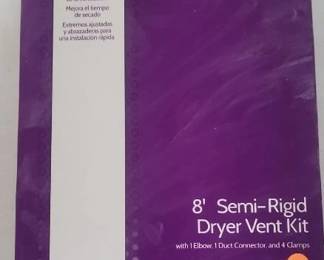 Mejora el tiempo
de secado
Extremos ajustados
y abrazaderas para
una instalación rápida
8' Semi-Rigid
Dryer Vent Kit
with 1 Elbow, 1 Duct Connector, and 4 Clamps